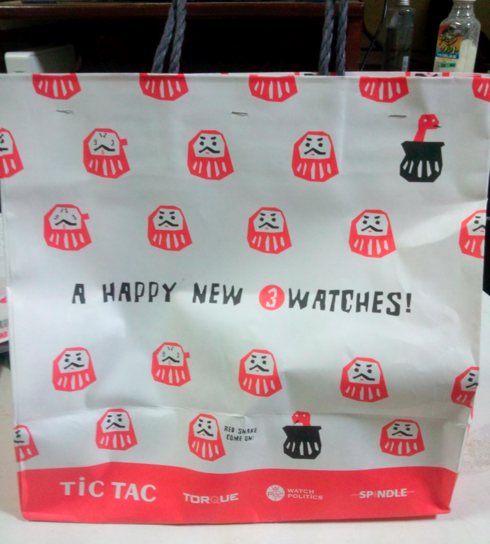 A HAPPY NEW 3 WATCHES!
RED SNAKE
COME ON!
TiC TAC
TORQUE
WATCH
POLITICS
SPINDLE